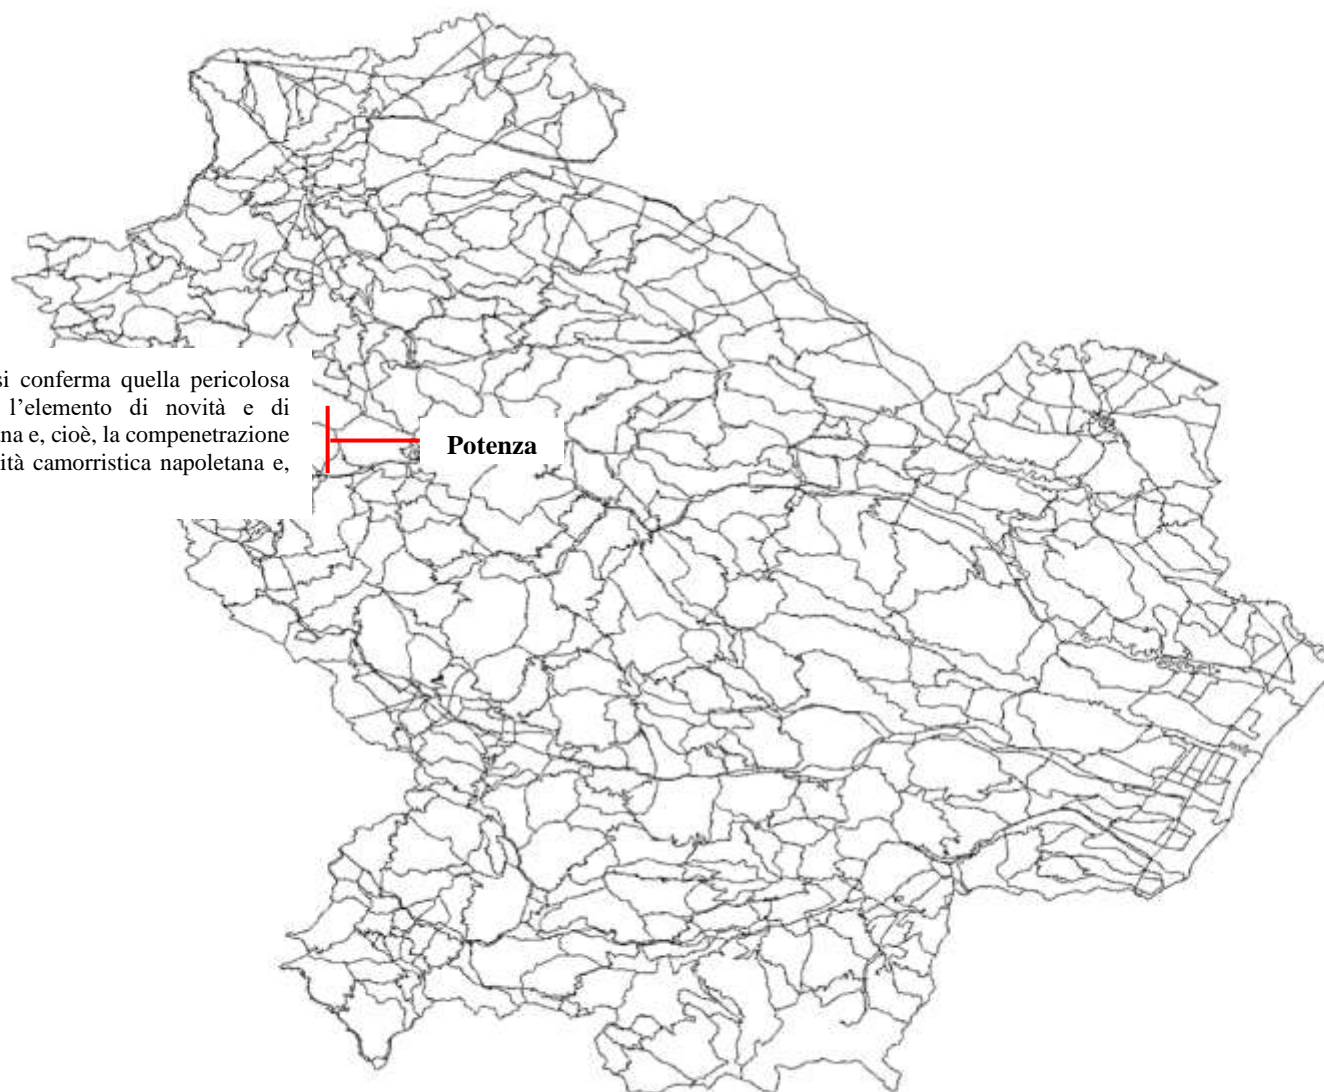 si conferma quella pericolosa
l’elemento di novità e di
na e, cioè, la compenetrazione
ità camorristica napoletana e,
Potenza